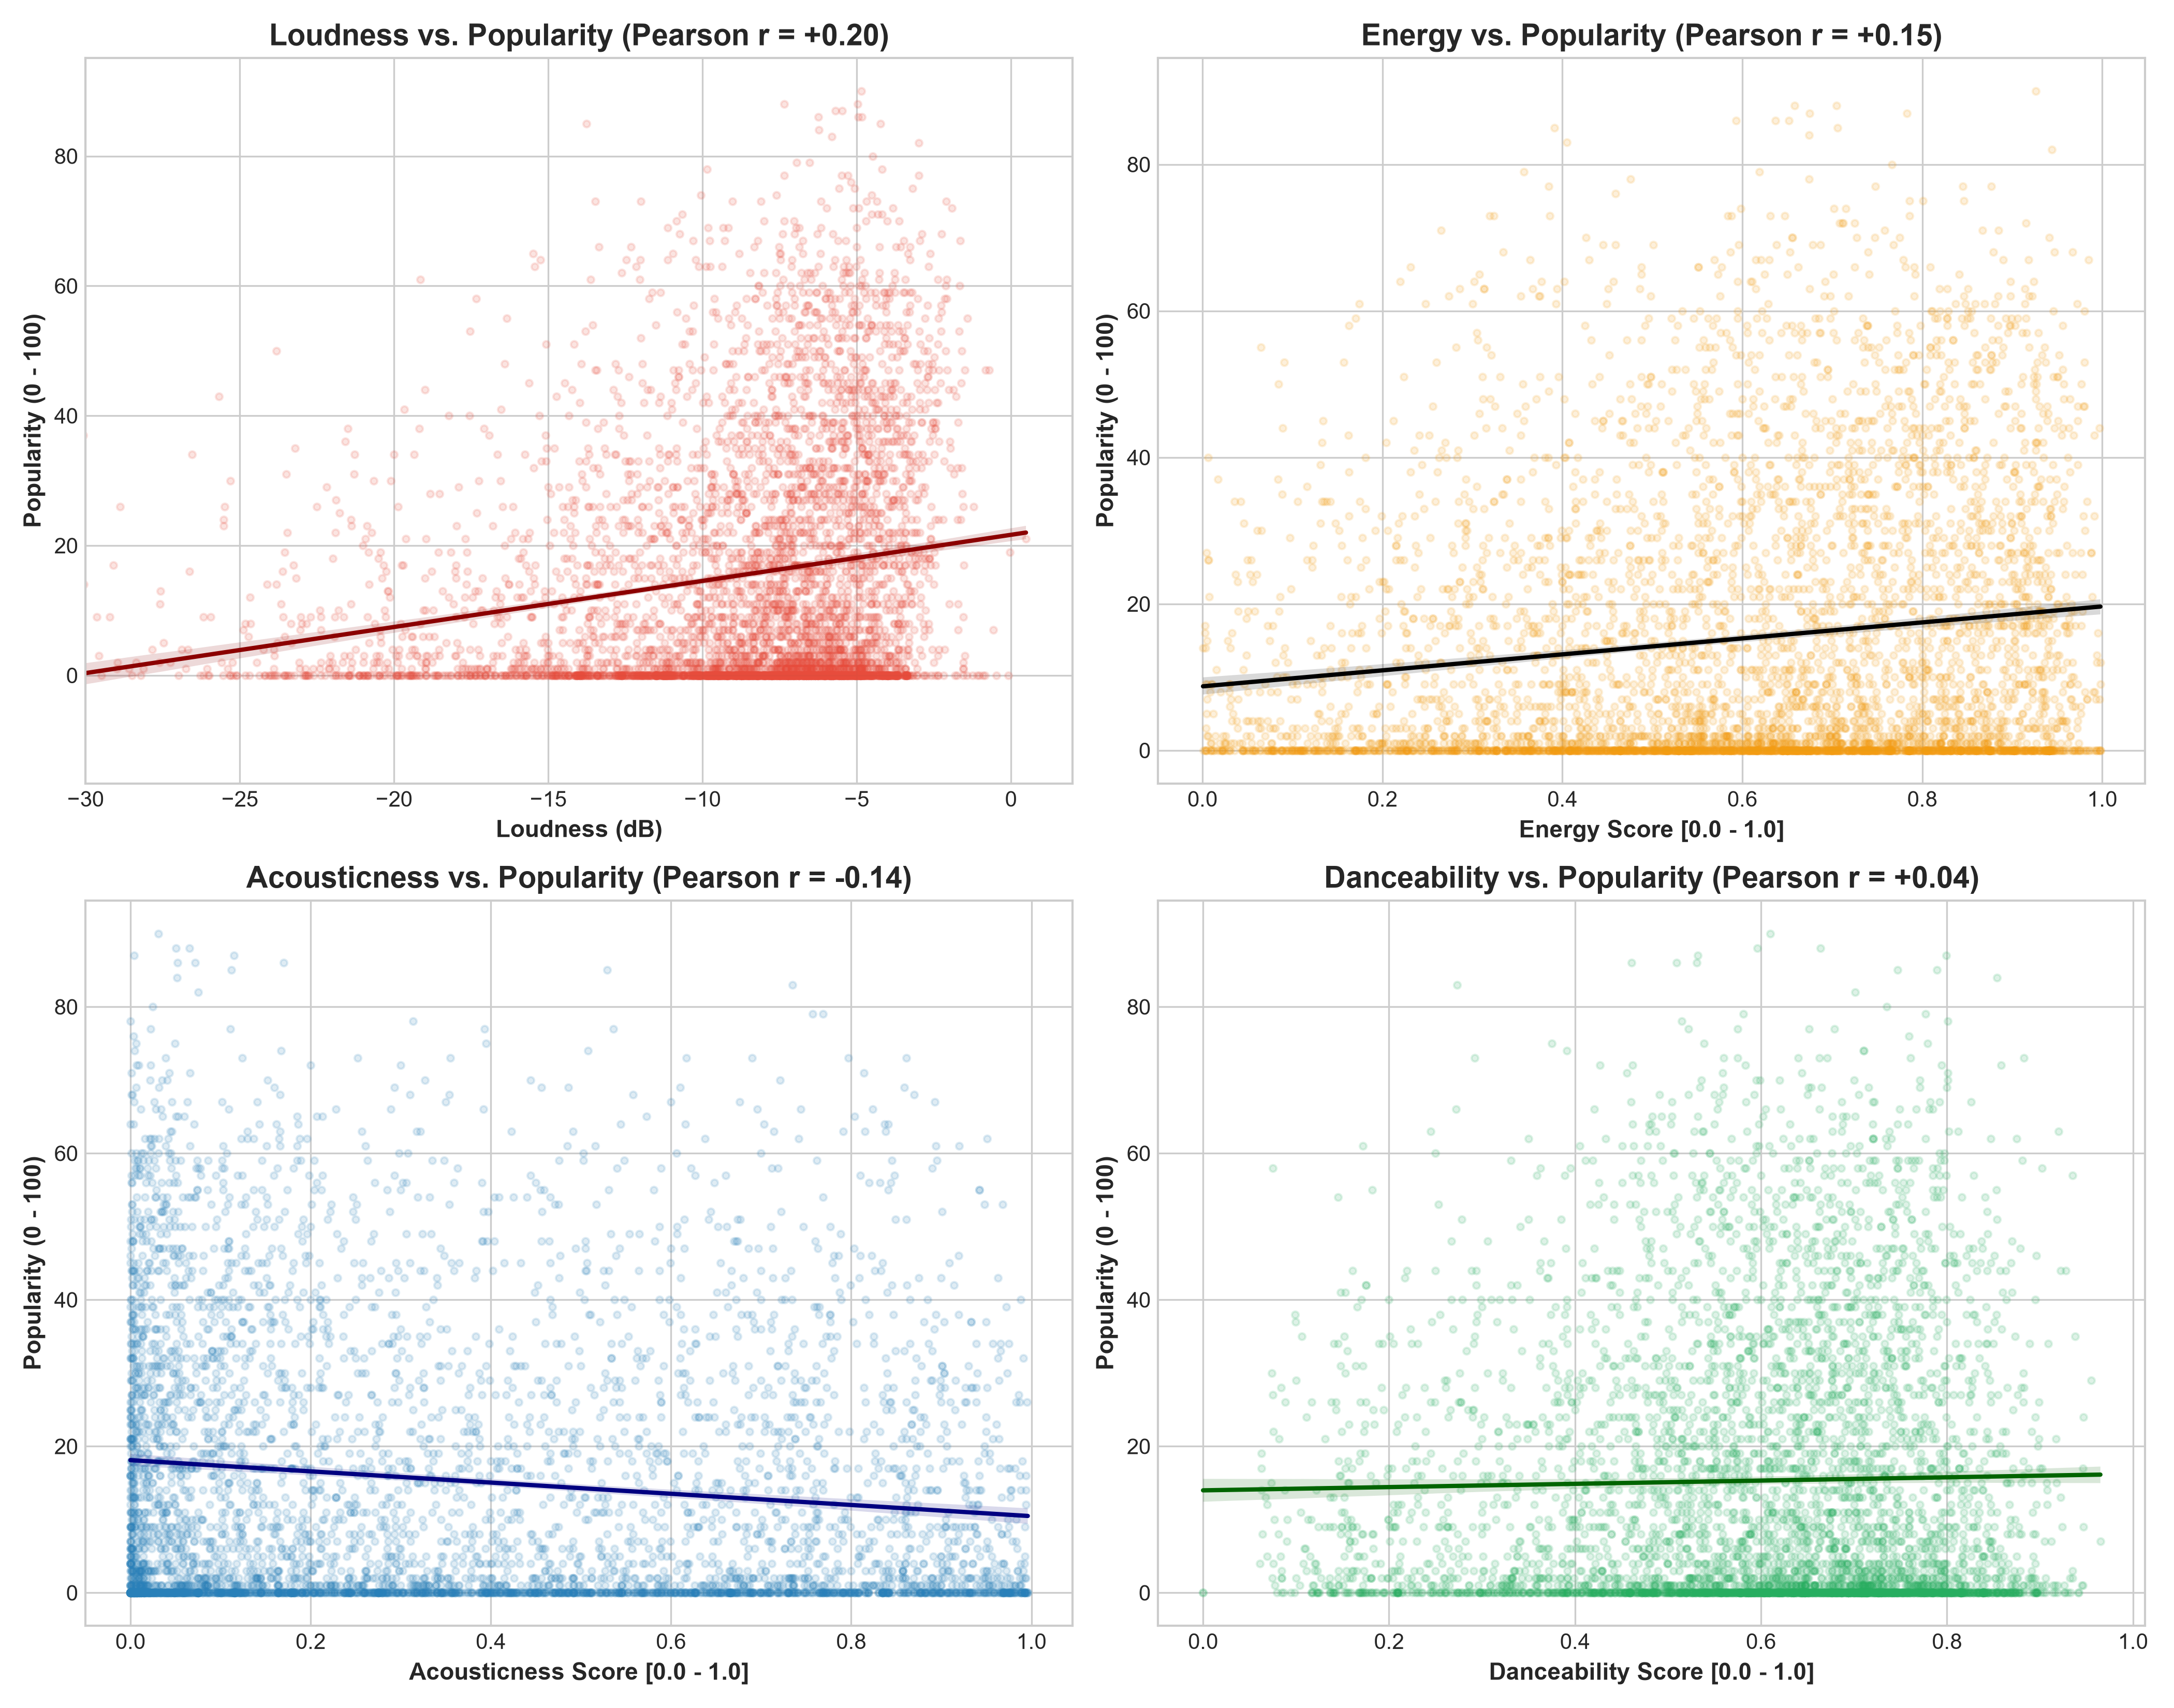 Loudness vs. Popularity (Pearson r = +0.20)
Popularity (0 - 100)
80
60
40
20
0
−30 −25 −20 −15 −10 −5 0
Loudness (dB)
Energy vs. Popularity (Pearson r = +0.15)
Popularity (0 - 100)
80
60
40
20
0
0.0 0.2 0.4 0.6 0.8 1.0
Energy Score [0.0 - 1.0]
Acousticness vs. Popularity (Pearson r = -0.14)
Popularity (0 - 100)
80
60
40
20
0
0.0 0.2 0.4 0.6 0.8 1.0
Acousticness Score [0.0 - 1.0]
Danceability vs. Popularity (Pearson r = +0.04)
Popularity (0 - 100)
80
60
40
20
0
0.0 0.2 0.4 0.6 0.8 1.0
Danceability Score [0.0 - 1.0]